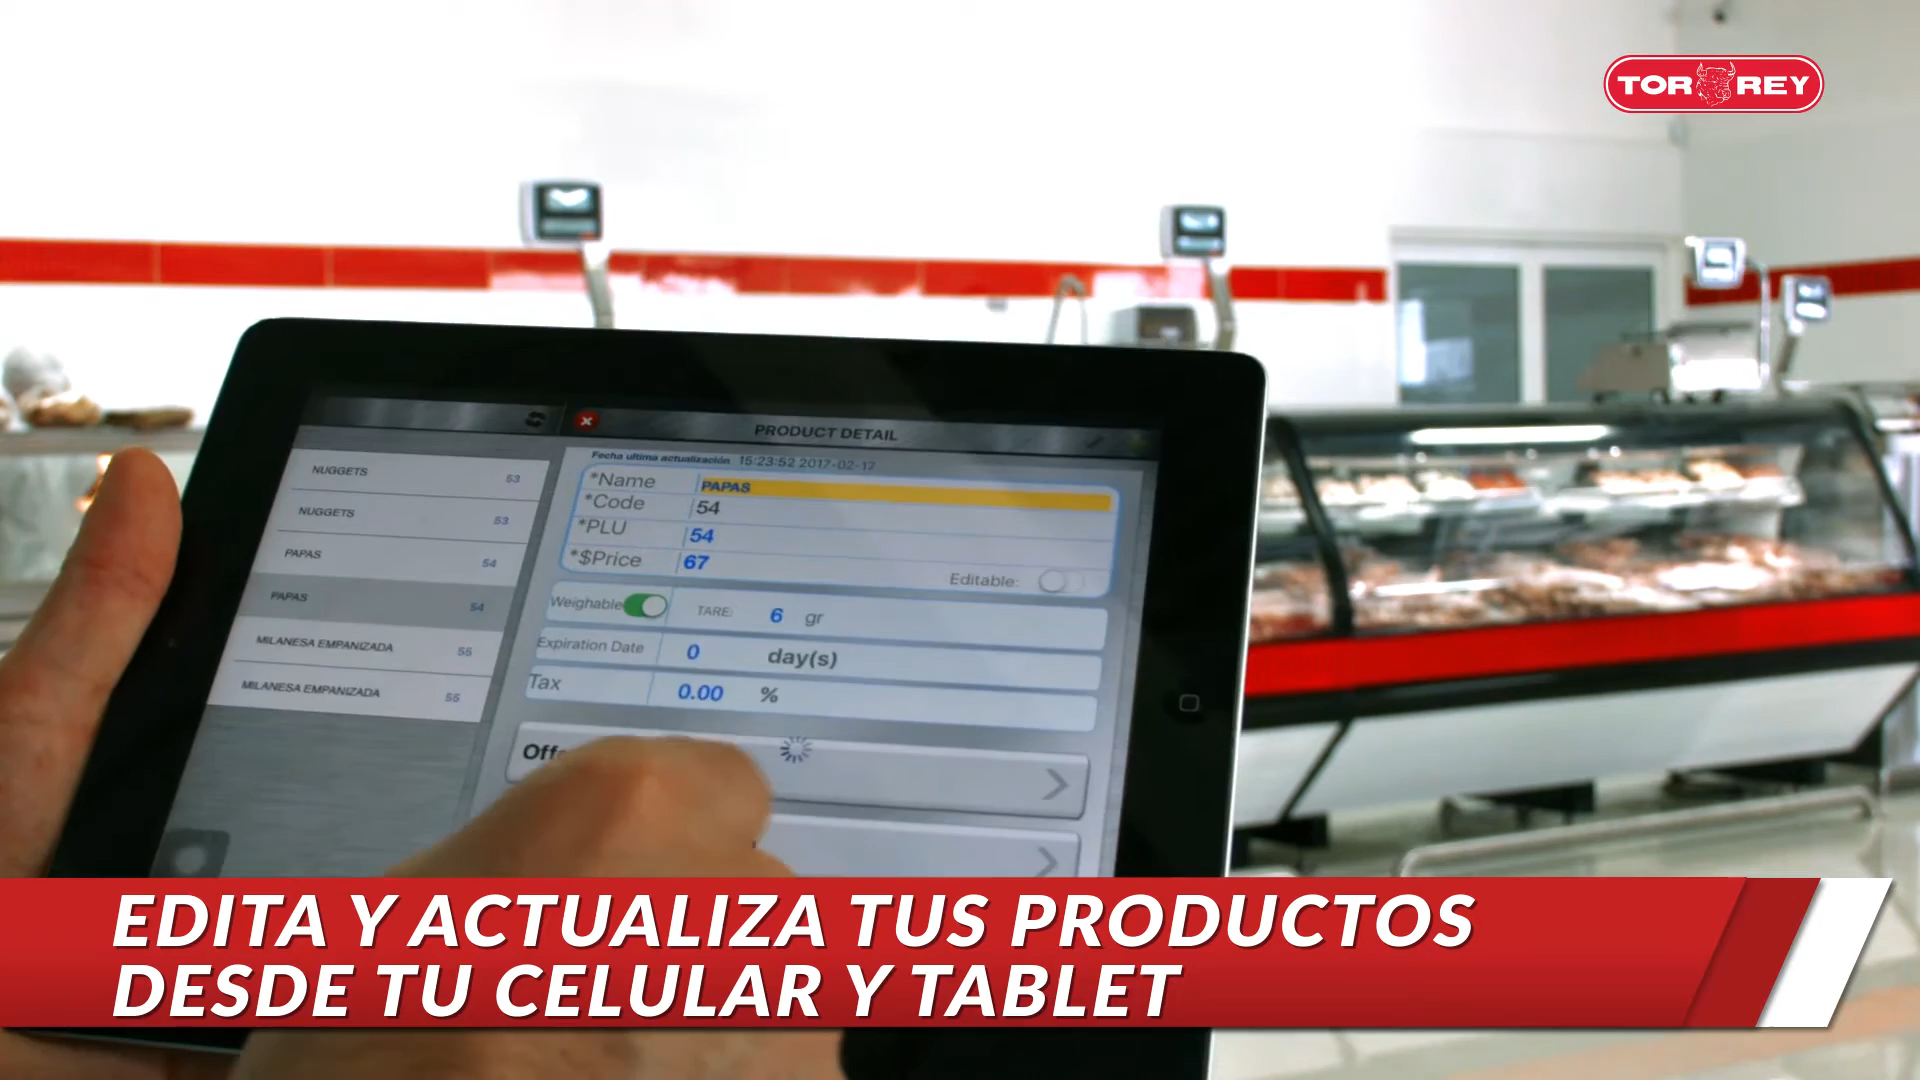 TOR REY
PRODUCT DETAIL
Fecha ultima actualización 15:23:52 2017-02-17
NUGGETS 53
NUGGETS 53
PAPAS 54
PAPAS 54
MILANESA EMPANIZADA 55
MILANESA EMPANIZADA 55
*Name PAPAS
*Code 54
*PLU 54
*$Price 67
Editable:
Weighable TARE: 6 gr
Expiration Date 0 day(s)
Tax 0.00 %
EDITA Y ACTUALIZA TUS PRODUCTOS
DESDE TU CELULAR Y TABLET